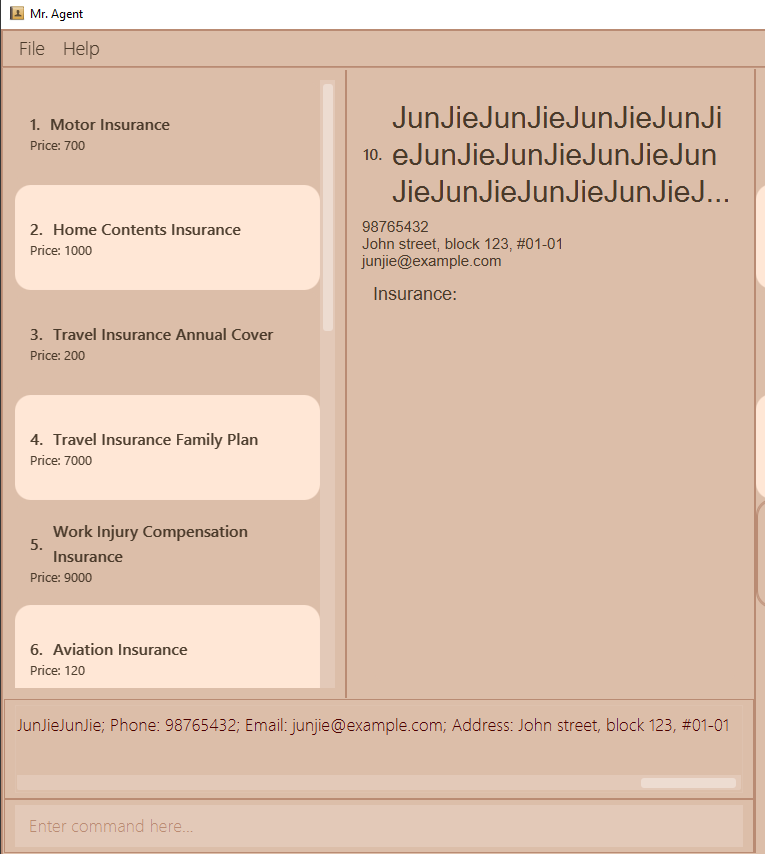 Mr. Agent
File Help
1. Motor Insurance
Price: 700
2. Home Contents Insurance
Price: 1000
3. Travel Insurance Annual Cover
Price: 200
4. Travel Insurance Family Plan
Price: 7000
5. Work Injury Compensation
Insurance
Price: 9000
6. Aviation Insurance
Price: 120
10. JunJieJunJieJunJieJunJi
eJunJieJunJieJunJieJun
JieJunJieJunJieJunJieJ...
98765432
John street, block 123, #01-01
junjie@example.com
Insurance:
JunJieJunJie; Phone: 98765432; Email: junjie@example.com; Address: John street, block 123, #01-01
Enter command here...